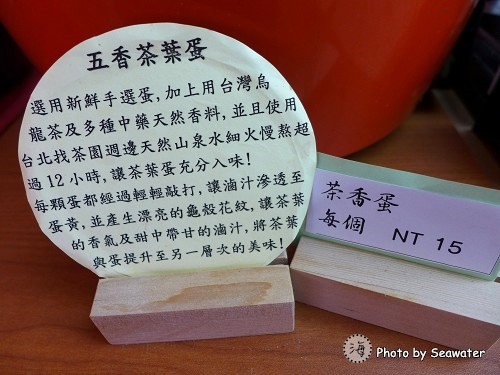 五香茶葉蛋
選用新鮮手選蛋,加上用台灣烏
龍茶及多種中藥天然香料,並且使用
台北找茶園週邊天然山泉水細火慢熬超
過12小時,讓茶葉蛋充分入味!
每顆蛋都經過輕輕敲打,讓滷汁滲透至
蛋黃,並產生漂亮的龜殼花紋,讓茶葉
的香氣及甜中帶甘的滷汁,將茶葉
與蛋提升至另一層次的美味!
茶香蛋
每個 NT 15
海 Photo by Seawater